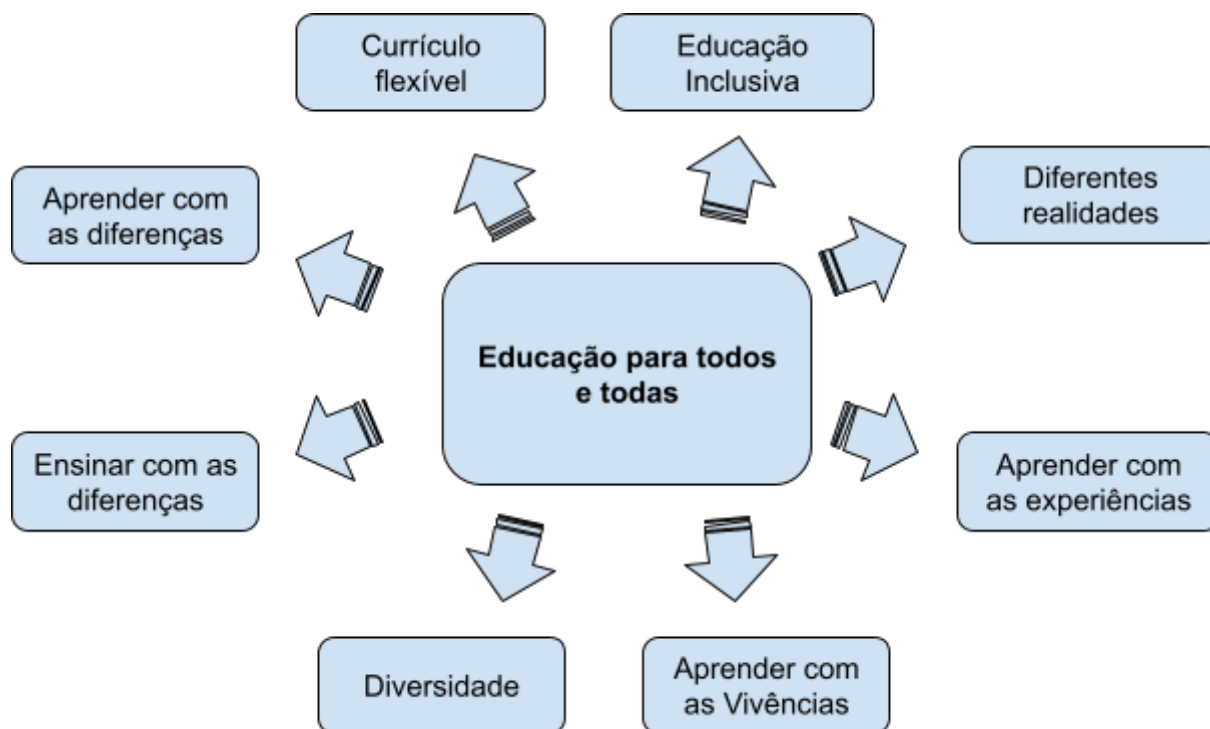 Currículo
flexível
Educação
Inclusiva
Aprender com
as diferenças
Diferentes
realidades
Educação para todos
e todas
Ensinar com as
diferenças
Aprender com
as experiências
Diversidade
Aprender com
as Vivências